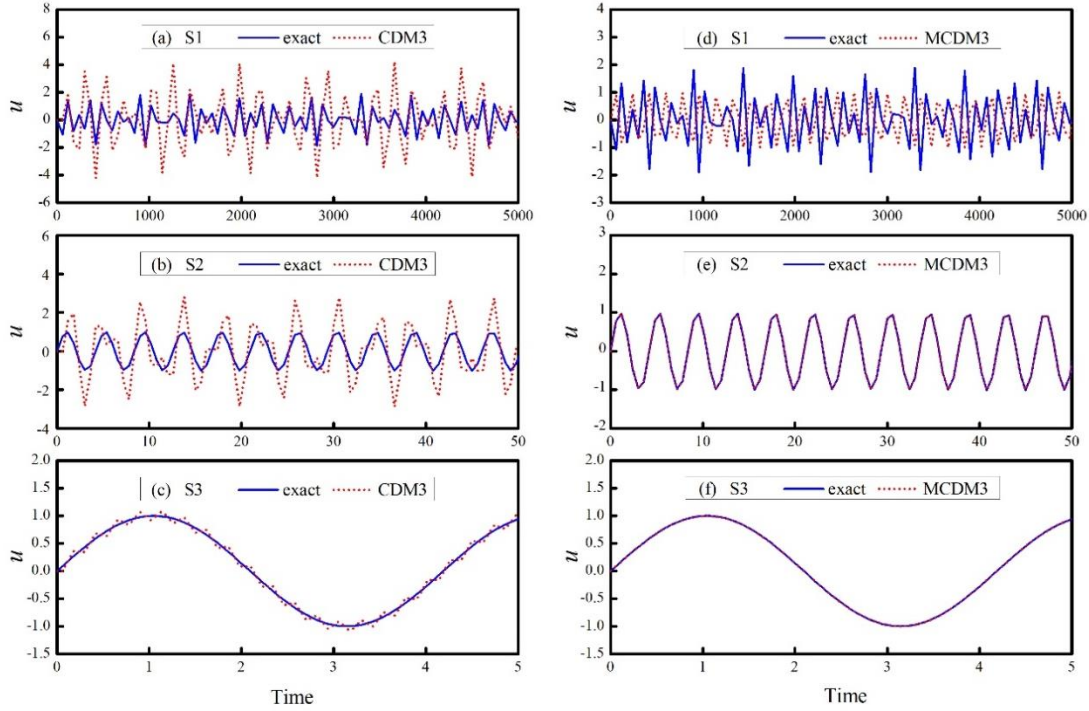 (a) S1 exact CDM3
8
6
4
2
0
-2
-4
-6
u
0 1000 2000 3000 4000 5000
(d) S1 exact MCDM3
4
3
2
1
0
-1
-2
-3
u
0 1000 2000 3000 4000 5000
(b) S2 exact CDM3
6
4
2
0
-2
-4
u
0 10 20 30 40 50
(e) S2 exact MCDM3
3
2
1
0
-1
-2
u
0 10 20 30 40 50
(c) S3 exact CDM3
2.0
1.5
1.0
0.5
0.0
-0.5
-1.0
-1.5
u
0 1 2 3 4 5
Time
(f) S3 exact MCDM3
2.0
1.5
1.0
0.5
0.0
-0.5
-1.0
-1.5
u
0 1 2 3 4 5
Time